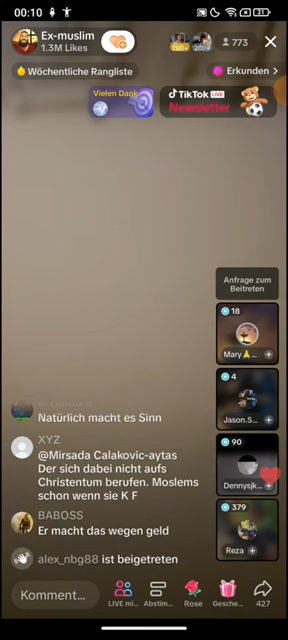 00:10
31
Ex-muslim
1.3M Likes
200+
200+
773
Wöchentliche Rangliste
Erkunden >
Vielen Dank
TikTok LIVE
Newsletter
Anfrage zum
Beitreten
18
Mary🙏...
4
Jason.S...
90
Dennysjk...
379
Reza
Natürlich macht es Sinn
XYZ
@Mirsada Calakovic-aytas
Der sich dabei nicht aufs
Christentum berufen. Moslems
schon wenn sie K F
BABOSS
Er macht das wegen geld
alex_nbg88 ist beigetreten
Komment...
LIVE mi...
Abstim...
Rose
Gesche...
427